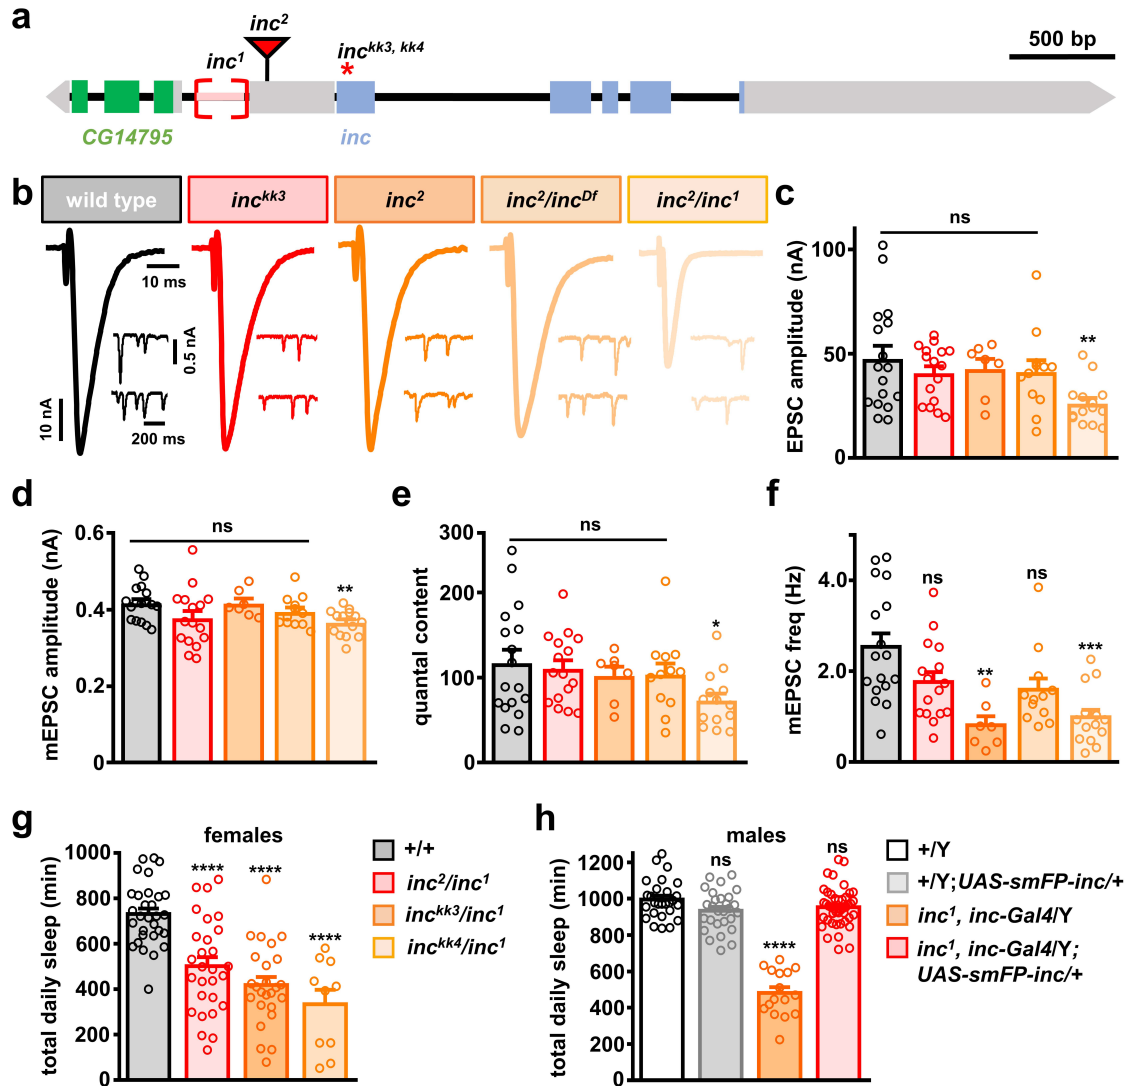 a
inc2
inc1
inckk3, kk4
*
500 bp
CG14795
inc
b
wild type
inckk3
inc2
inc2/incDf
inc2/inc1
10 ms
0.5 nA
10 nA
200 ms
c
EPSC amplitude (nA)
100
50
0
ns
**
d
mEPSC amplitude (nA)
0.6
0.4
0.2
0
ns
**
e
quantal content
300
200
100
0
ns
*
f
mEPSC freq (Hz)
4.0
2.0
0
ns
**
ns
***
g
females
total daily sleep (min)
1000
800
600
400
200
0
****
****
****
+/+
inc2/inc1
inckk3/inc1
inckk4/inc1
h
males
total daily sleep (min)
1200
1000
800
600
400
200
0
ns
****
ns
+/Y
+/Y;UAS-smFP-inc/+
inc1, inc-Gal4/Y
inc1, inc-Gal4/Y;
UAS-smFP-inc/+